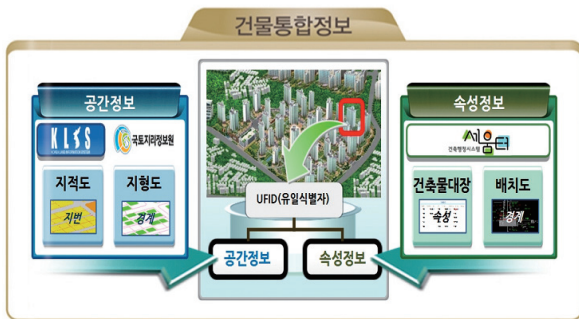 건물통합정보
공간정보
KLIS 국토지리정보원
지적도
지번
지형도
경계
UFID(유일식별자)
공간정보
속성정보
속성정보
세움터
건축행정시스템
건축물대장
속성
배치도
경계